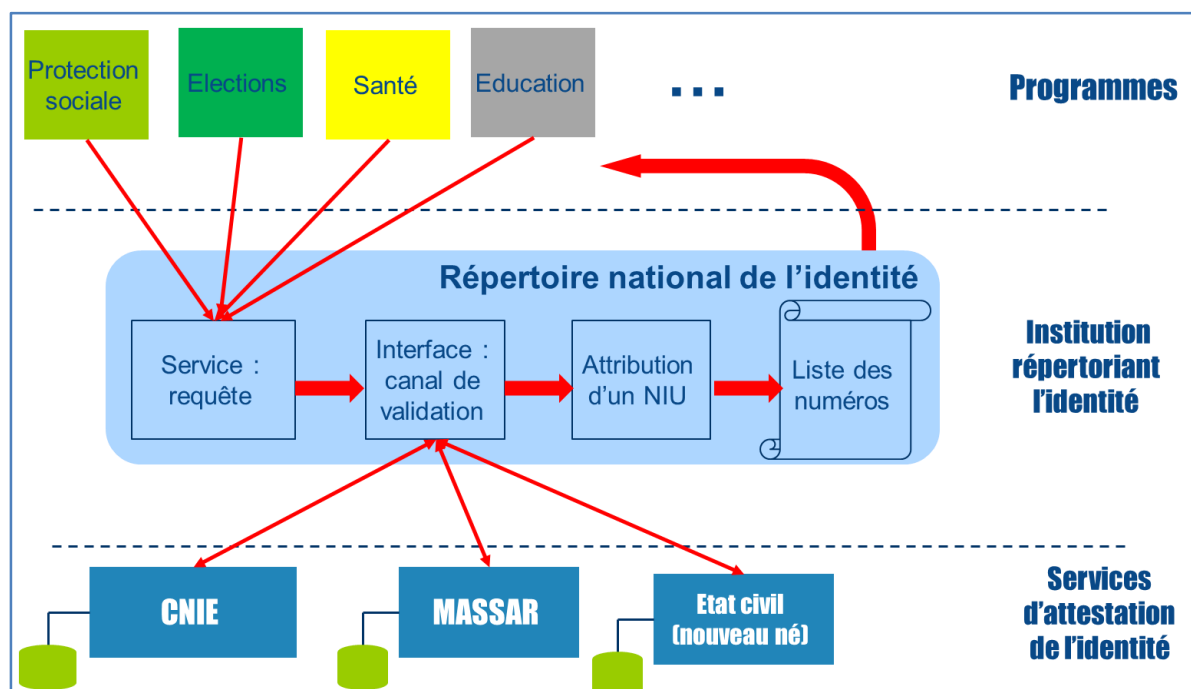 Protection
sociale
Elections
Santé
Education
...
Programmes
Répertoire national de l'identité
Service :
requête
Interface :
canal de
validation
Attribution
d'un NIU
Liste des
numéros
Institution
répertoriant
l'identité
CNIE
MASSAR
Etat civil
(nouveau né)
Services
d'attestation
de l'identité